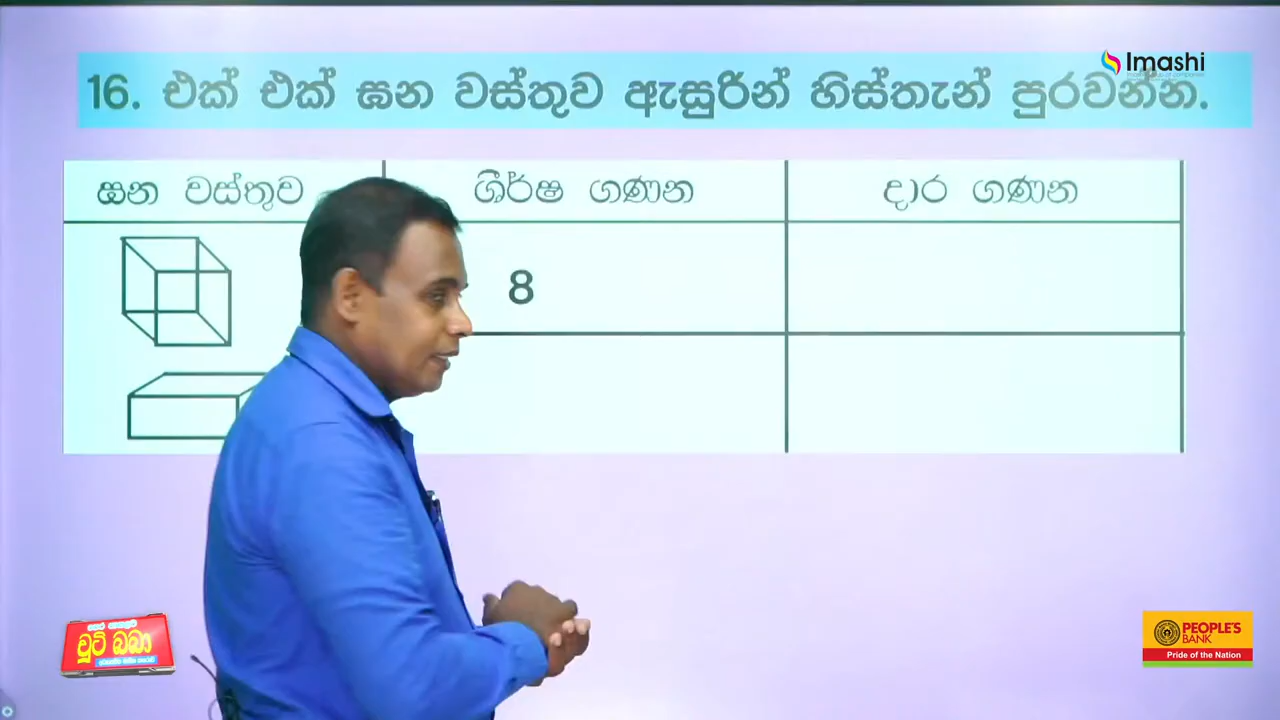 Imashi
16. එක් එක් ඝන වස්තුව ඇසුරින් හිස්තැන් පුරවන්න.
ඝන වස්තුව ශීර්ෂ ගණන දාර ගණන
8
චූටි බබා
PEOPLE'S
BANK
Pride of the Nation